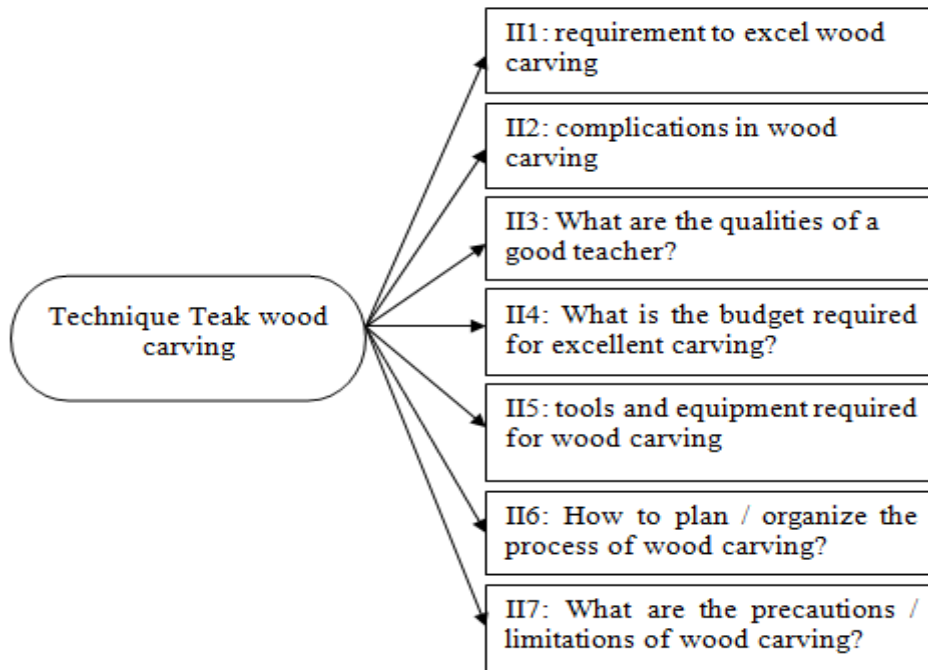 II1: requirement to excel wood
carving
II2: complications in wood
carving
II3: What are the qualities of a
good teacher?
Technique Teak wood
carving
II4: What is the budget required
for excellent carving?
II5: tools and equipment required
for wood carving
II6: How to plan / organize the
process of wood carving?
II7: What are the precautions /
limitations of wood carving?